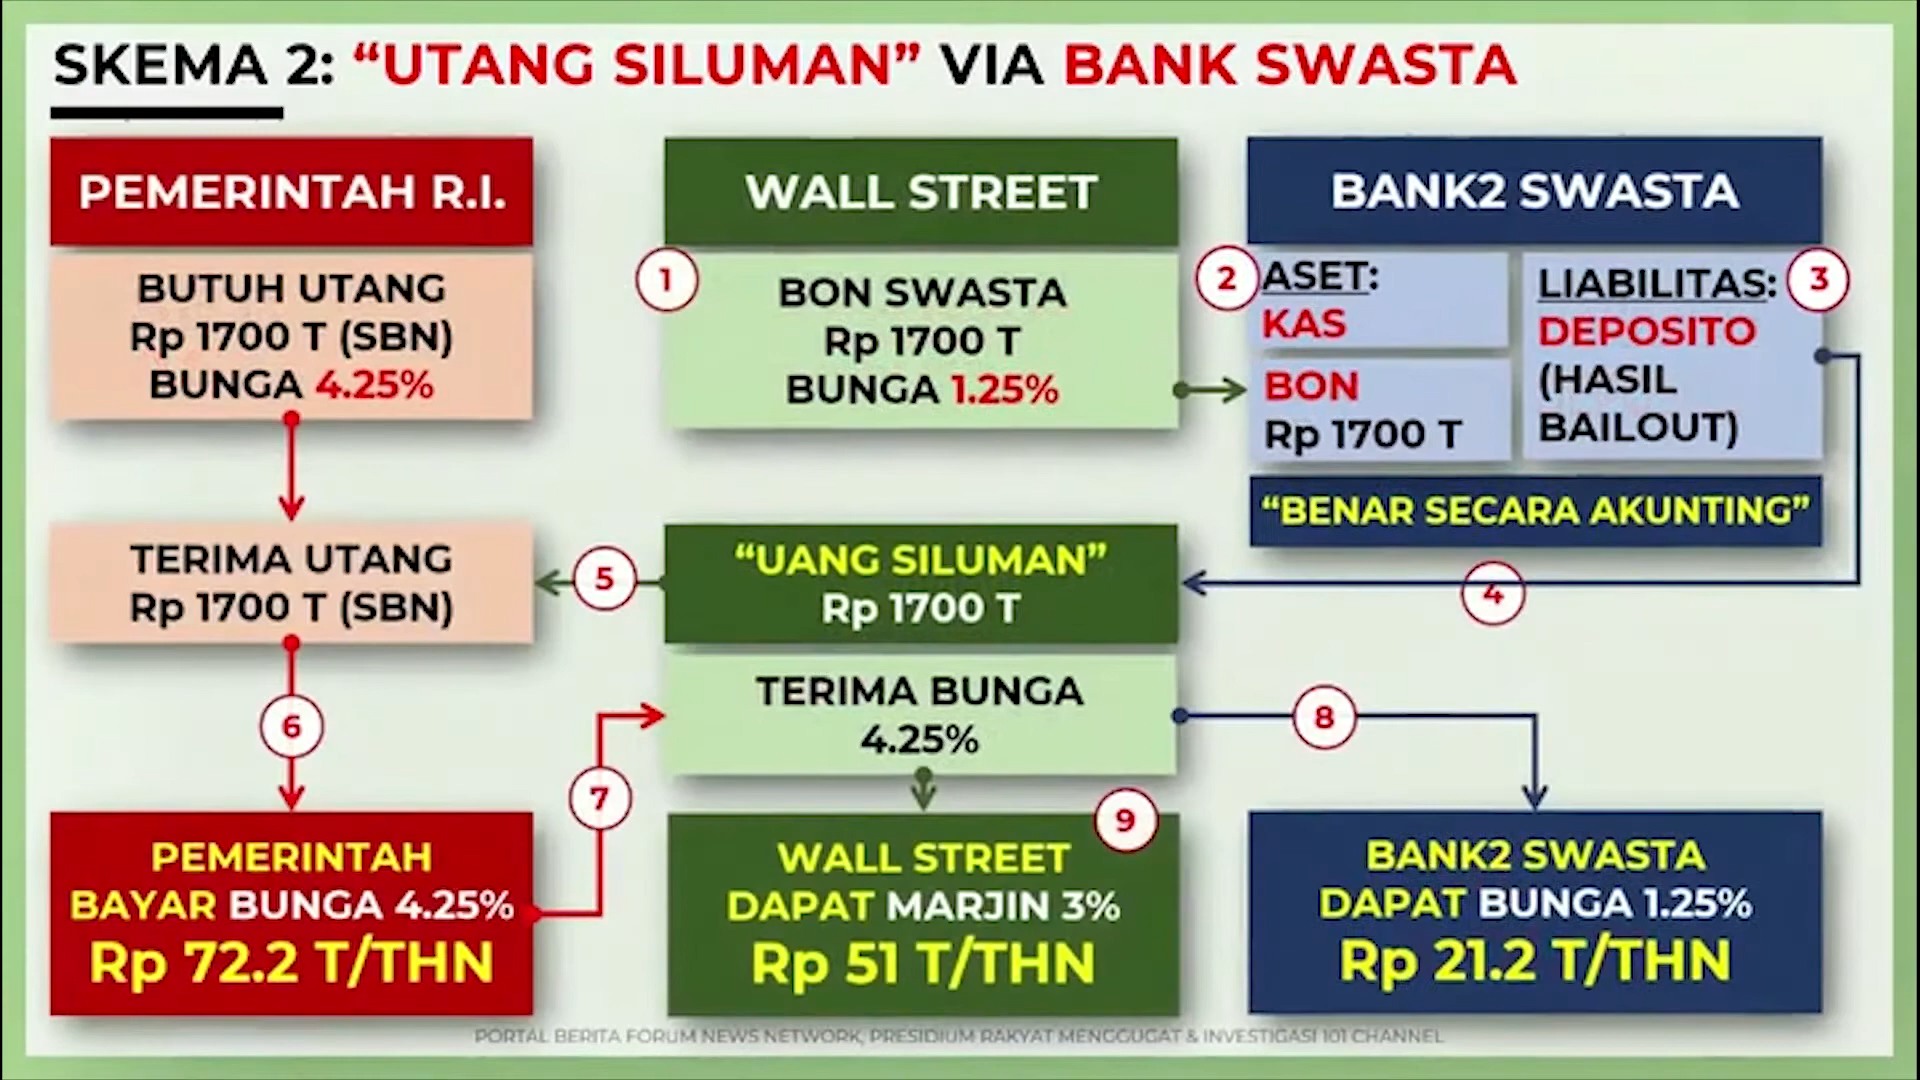 SKEMA 2: “UTANG SILUMAN” VIA BANK SWASTA
PEMERINTAH R.I.
BUTUH UTANG
Rp 1700 T (SBN)
BUNGA 4.25%
WALL STREET
1
BON SWASTA
Rp 1700 T
BUNGA 1.25%
BANK2 SWASTA
2
ASET:
KAS
BON
Rp 1700 T
LIABILITAS:
DEPOSITO
(HASIL
BAILOUT)
3
“BENAR SECARA AKUNTING”
4
“UANG SILUMAN”
Rp 1700 T
5
TERIMA UTANG
Rp 1700 T (SBN)
6
PEMERINTAH
BAYAR BUNGA 4.25%
Rp 72.2 T/THN
7
TERIMA BUNGA
4.25%
8
9
WALL STREET
DAPAT MARJIN 3%
Rp 51 T/THN
BANK2 SWASTA
DAPAT BUNGA 1.25%
Rp 21.2 T/THN
PORTAL BERITA FORUM NEWS NETWORK, PRESIDIUM RAKYAT MENGGUGAT & INVESTIGASI 101 CHANNEL